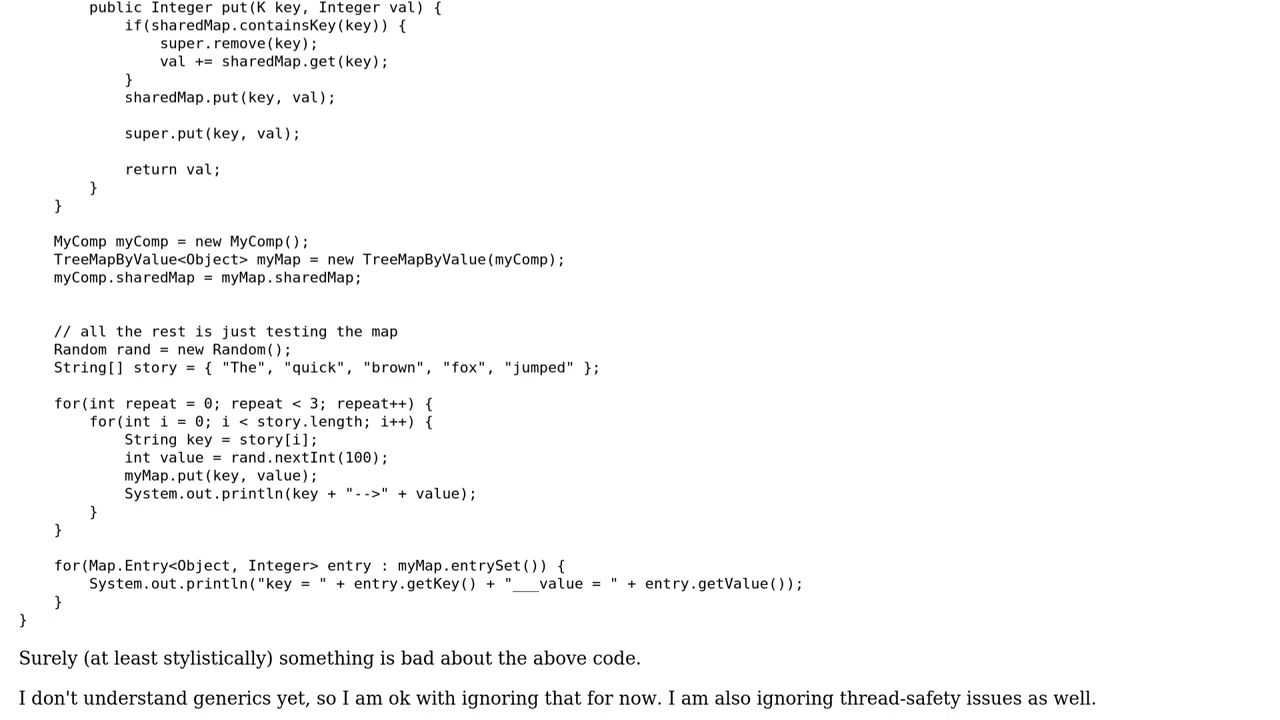 public Integer put(K key, Integer val) {
            if(sharedMap.containsKey(key)) {
                super.remove(key);
                val += sharedMap.get(key);
            }
            sharedMap.put(key, val);

            super.put(key, val);

            return val;
        }
    }

    MyComp myComp = new MyComp();
    TreeMapByValue<Object> myMap = new TreeMapByValue(myComp);
    myComp.sharedMap = myMap.sharedMap;


    // all the rest is just testing the map
    Random rand = new Random();
    String[] story = { "The", "quick", "brown", "fox", "jumped" };

    for(int repeat = 0; repeat < 3; repeat++) {
        for(int i = 0; i < story.length; i++) {
            String key = story[i];
            int value = rand.nextInt(100);
            myMap.put(key, value);
            System.out.println(key + "-->" + value);
        }
    }

    for(Map.Entry<Object, Integer> entry : myMap.entrySet()) {
        System.out.println("key = " + entry.getKey() + "___value = " + entry.getValue());
    }
}
Surely (at least stylistically) something is bad about the above code.
I don't understand generics yet, so I am ok with ignoring that for now. I am also ignoring thread-safety issues as well.